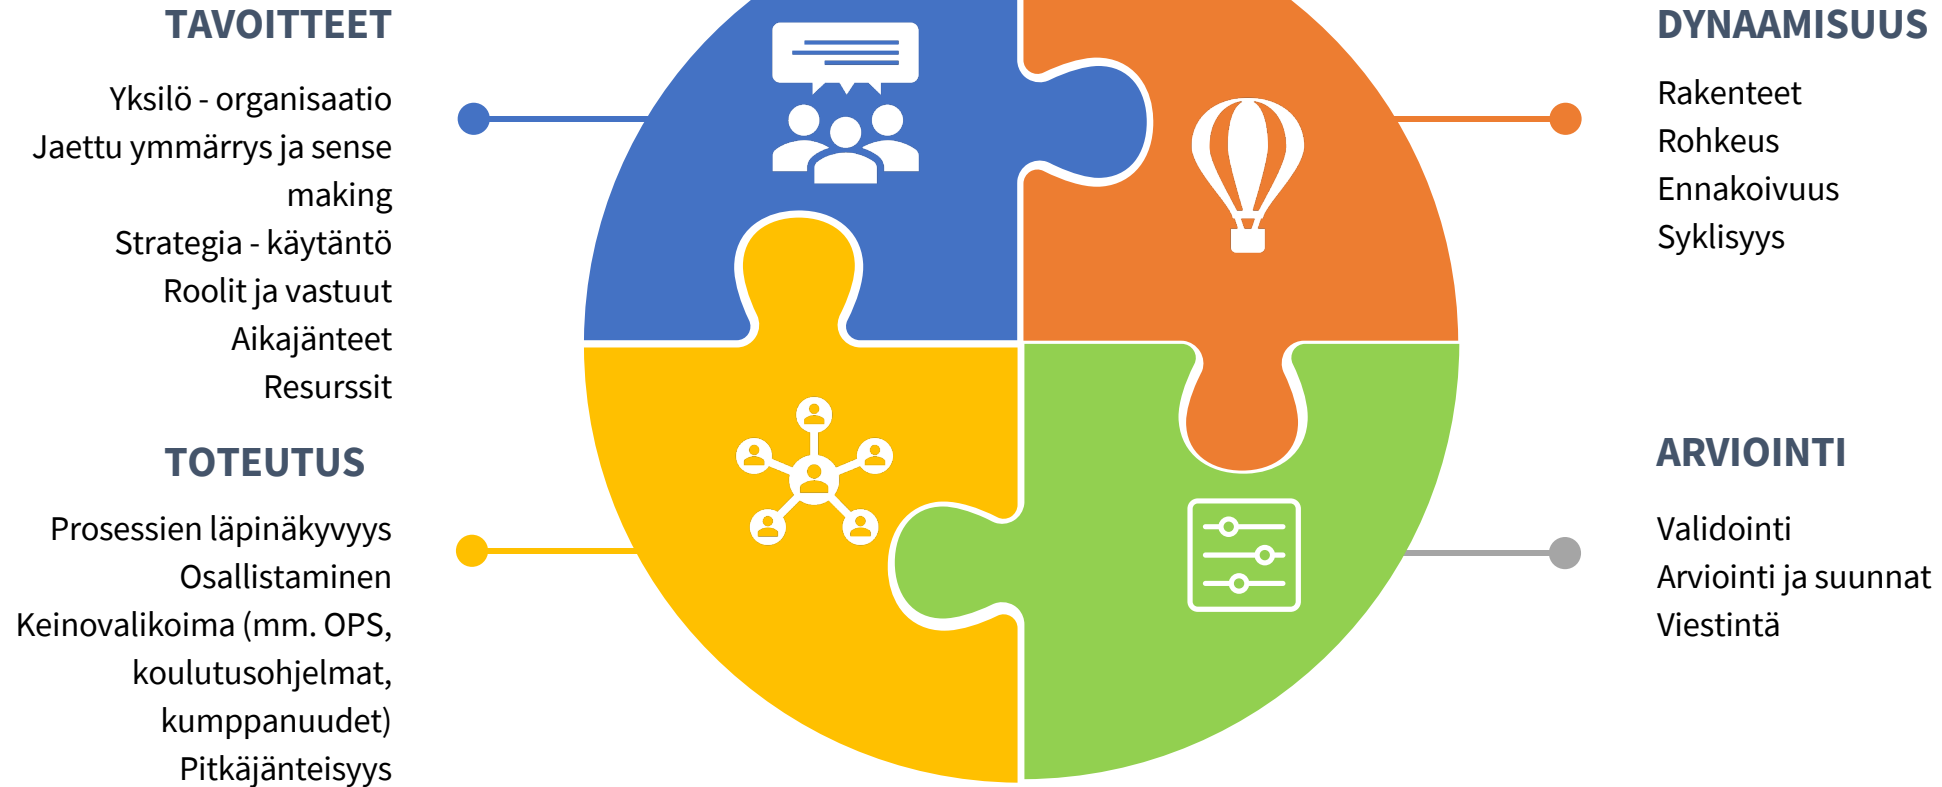 TAVOITTEET
Yksilö - organisaatio
Jaettu ymmärrys ja sense
making
Strategia - käytäntö
Roolit ja vastuut
Aikajänteet
Resurssit
TOTEUTUS
Prosessien läpinäkyvyys
Osallistaminen
Keinovalikoima (mm. OPS,
koulutusohjelmat,
kumppanuudet)
Pitkäjänteisyys
DYNAAMISUUS
Rakenteet
Rohkeus
Ennakoivuus
Syklisyys
ARVIOINTI
Validointi
Arviointi ja suunnat
Viestintä